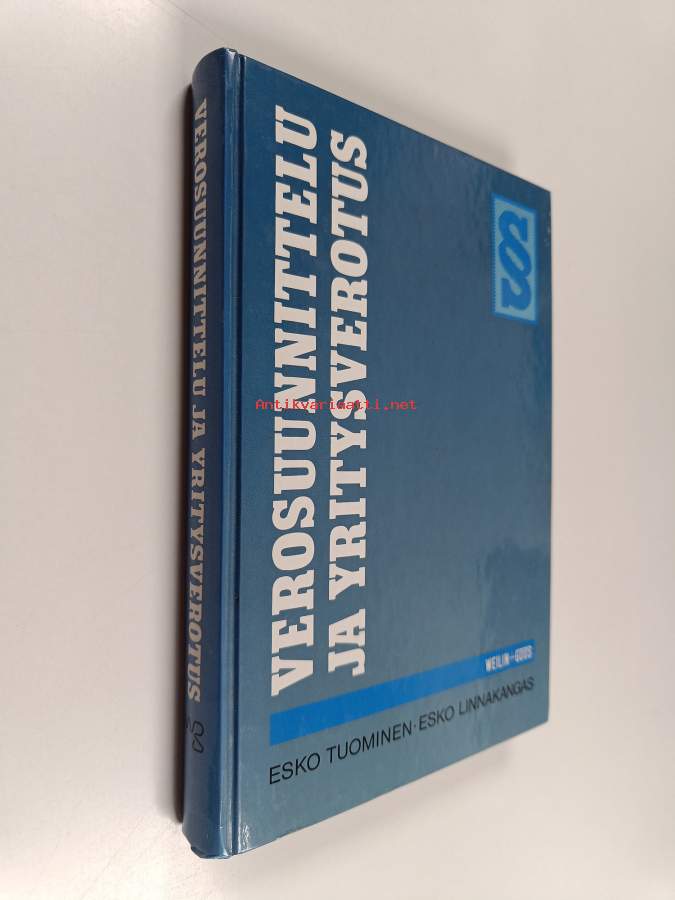 VEROSUUNNITTELU JA YRITYSVEROTUS
VEROSUUNNITTELU
JA YRITYSVEROTUS
Antikvariaatti.net
WEILIN+GÖÖS
ESKO TUOMINEN · ESKO LINNAKANGAS